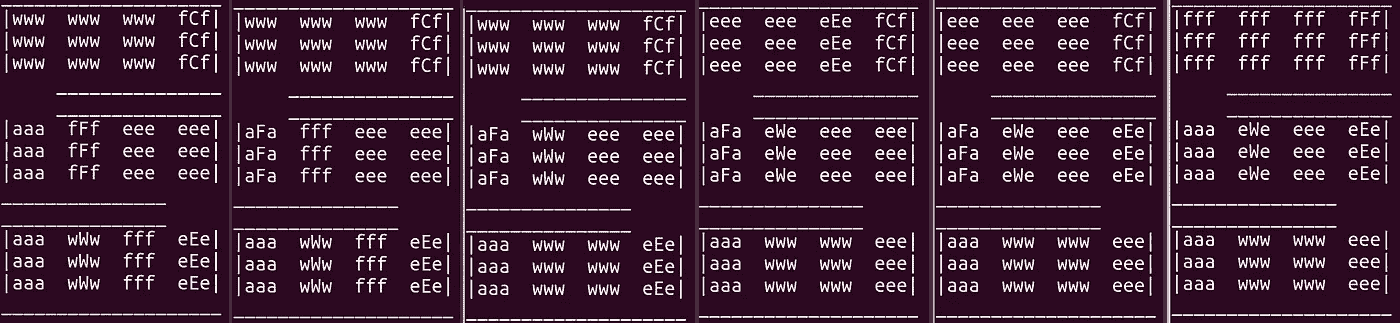 |www www www fCf|
|www www www fCf|
|www www www fCf|
|aaa fFf eee eee|
|aaa fFf eee eee|
|aaa fFf eee eee|
|aaa wWw fff eEe|
|aaa wWw fff eEe|
|aaa wWw fff eEe|
|www www www fCf|
|www www www fCf|
|www www www fCf|
|aFa fff eee eee|
|aFa fff eee eee|
|aFa fff eee eee|
|aaa wWw fff eEe|
|aaa wWw fff eEe|
|aaa wWw fff eEe|
|www www www fCf|
|www www www fCf|
|www www www fCf|
|aFa wWw eee eee|
|aFa wWw eee eee|
|aFa wWw eee eee|
|aaa www www eEe|
|aaa www www eEe|
|aaa www www eEe|
|eee eee eEe fCf|
|eee eee eEe fCf|
|eee eee eEe fCf|
|aFa eWe eee eee|
|aFa eWe eee eee|
|aFa eWe eee eee|
|aaa www www eee|
|aaa www www eee|
|aaa www www eee|
|eee eee eee fCf|
|eee eee eee fCf|
|eee eee eee fCf|
|aFa eWe eee eEe|
|aFa eWe eee eEe|
|aFa eWe eee eEe|
|aaa www www eee|
|aaa www www eee|
|aaa www www eee|
|fff fff fff fFf|
|fff fff fff fFf|
|fff fff fff fFf|
|aaa eWe eee eEe|
|aaa eWe eee eEe|
|aaa eWe eee eEe|
|aaa www www eee|
|aaa www www eee|
|aaa www www eee|